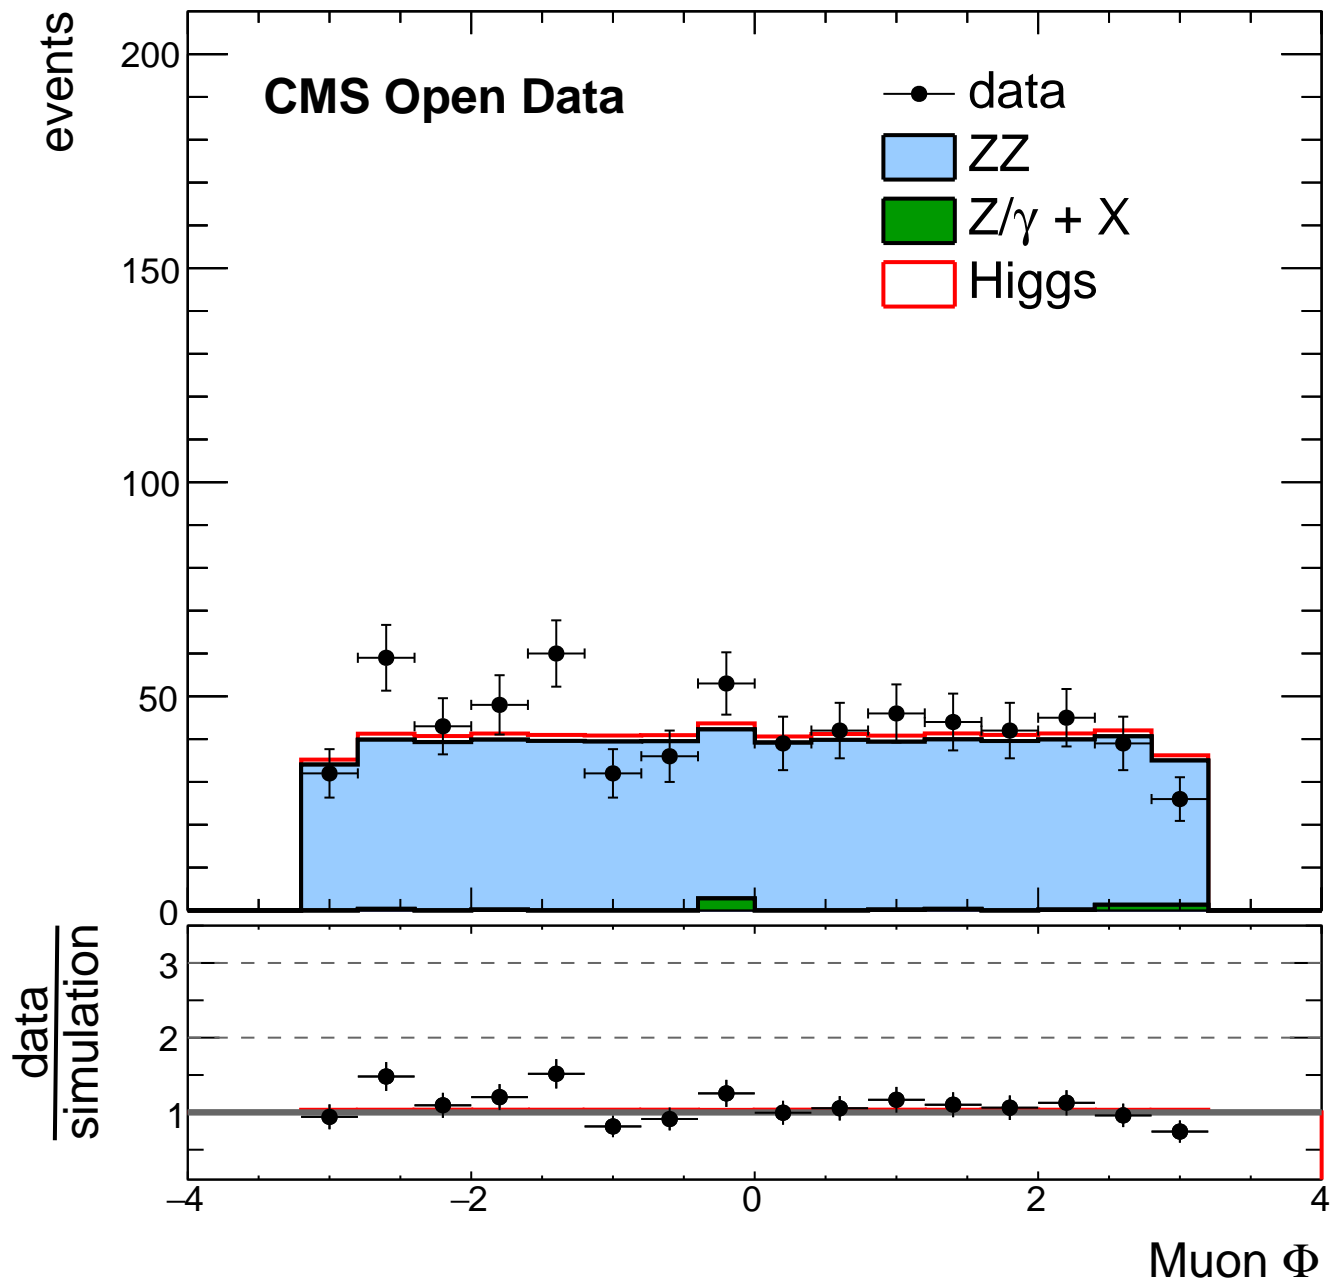 events
200
150
100
50
0
CMS Open Data
data
ZZ
Z/γ + X
Higgs
data
simulation
3
2
1
−4
−2
0
2
4
Muon Φ